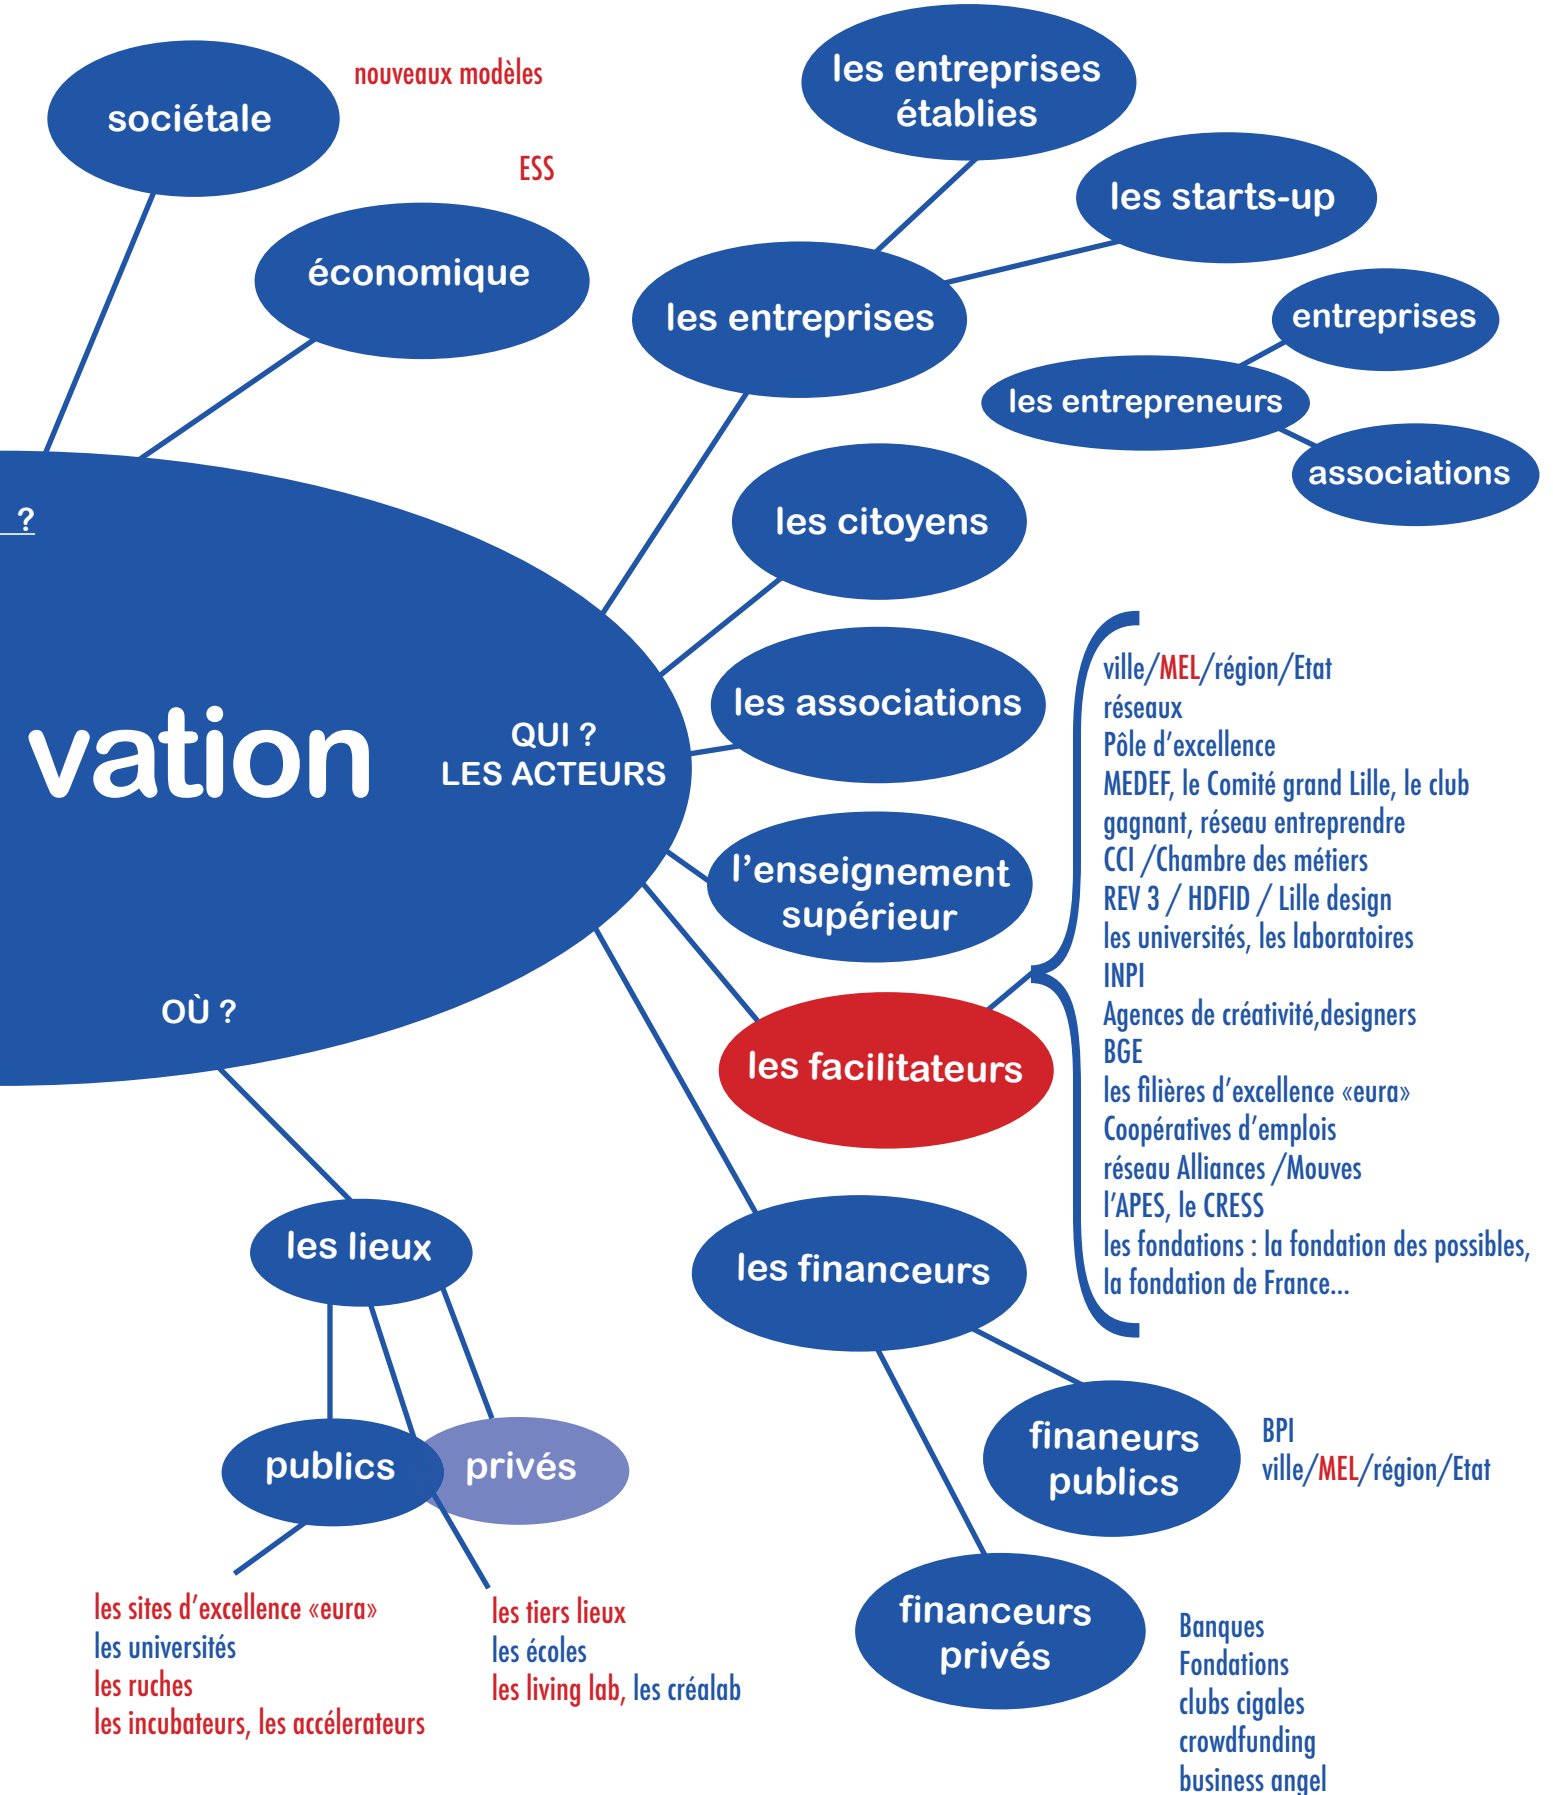 sociétale
nouveaux modèles
ESS
économique
les entreprises
établies
les starts-up
les entreprises
entreprises
les entrepreneurs
associations
les citoyens
?
les associations
vation
QUI ?
LES ACTEURS
l’enseignement
supérieur
OÙ ?
les facilitateurs
ville/MEL/région/Etat
réseaux
Pôle d’excellence
MEDEF, le Comité grand Lille, le club
gagnant, réseau entreprendre
CCI /Chambre des métiers
REV 3 / HDFID / Lille design
les universités, les laboratoires
INPI
Agences de créativité,designers
BGE
les filières d’excellence «eura»
Coopératives d’emplois
réseau Alliances /Mouves
l’APES, le CRESS
les fondations : la fondation des possibles,
la fondation de France...
les lieux
les financeurs
publics
privés
finaneurs
publics
BPI
ville/MEL/région/Etat
les sites d’excellence «eura»
les universités
les ruches
les incubateurs, les accélerateurs
les tiers lieux
les écoles
les living lab, les créalab
financeurs
privés
Banques
Fondations
clubs cigales
crowdfunding
business angel